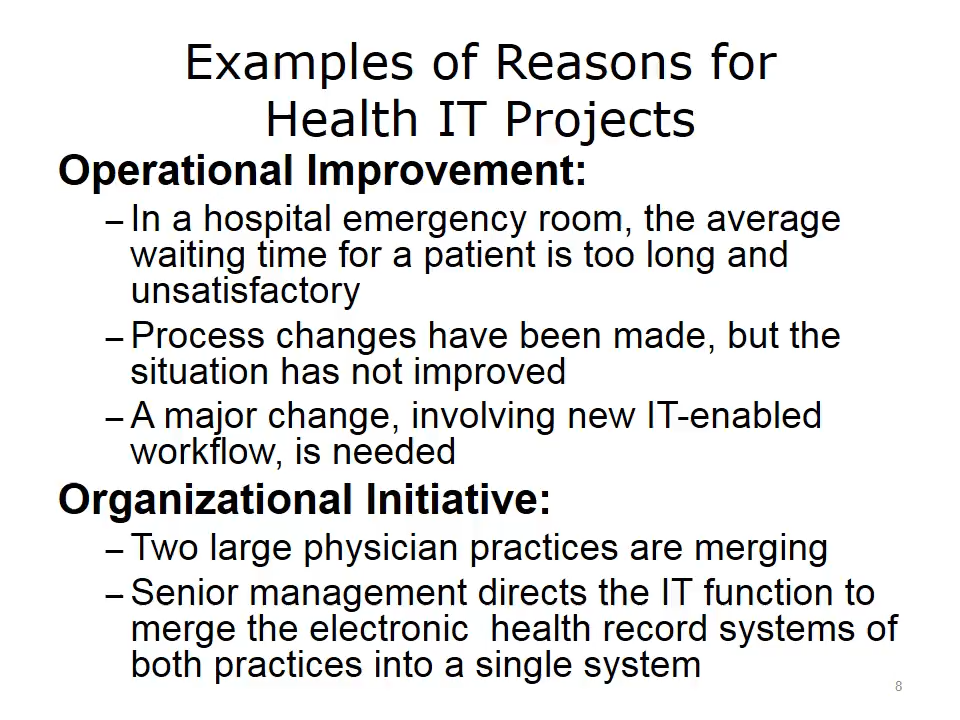 Examples of Reasons for
Health IT Projects
Operational Improvement:
– In a hospital emergency room, the average
waiting time for a patient is too long and
unsatisfactory
– Process changes have been made, but the
situation has not improved
– A major change, involving new IT-enabled
workflow, is needed
Organizational Initiative:
– Two large physician practices are merging
– Senior management directs the IT function to
merge the electronic  health record systems of
both practices into a single system
8